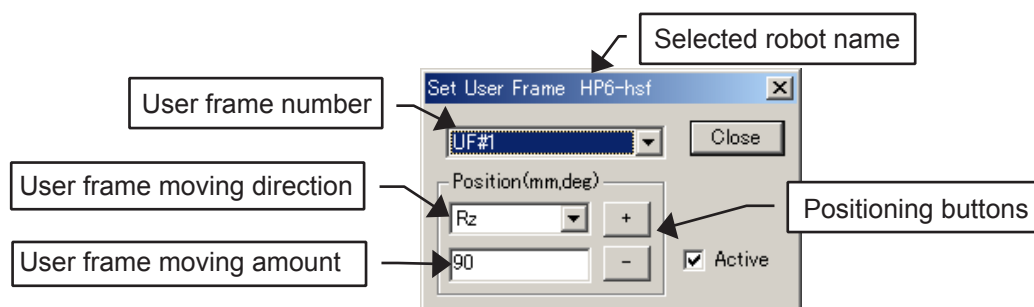 Selected robot name
Set User Frame HP6-hsf
User frame number
UF#1
Close
Position(mm,deg)
User frame moving direction
Rz
+
Positioning buttons
User frame moving amount
90
-
Active